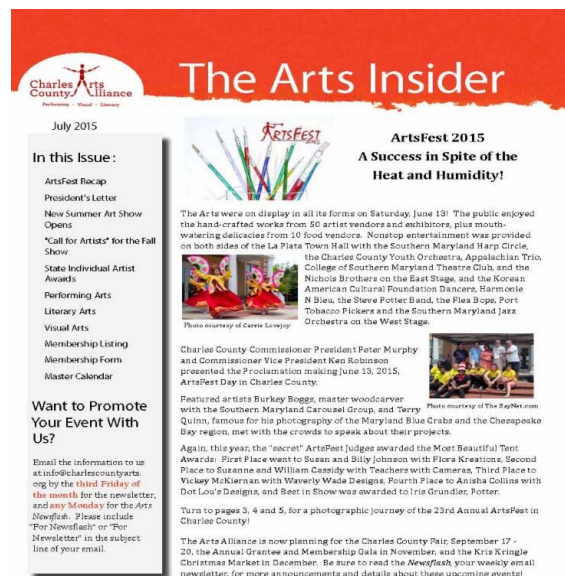 Charles Arts
County Alliance
Performing - Visual - Literary
The Arts Insider
July 2015
In this Issue:
ArtsFest Recap
President's Letter
New Summer Art Show
Opens
"Call for Artists" for the Fall
Show
State Individual Artist
Awards
Performing Arts
Literary Arts
Visual Arts
Membership Listing
Membership Form
Master Calendar
Want to Promote
Your Event With
Us?
Email the information to us
at info@charlescountyarts.
org by the third Friday of
the month for the newsletter,
and any Monday for the Arts
Newsflash. Please include
"For Newsflash" or "For
Newsletter" in the subject
line of your email.
ARTSFEST
ArtsFest 2015
A Success in Spite of the
Heat and Humidity!
The Arts were on display in all its forms on Saturday, June 13! The public enjoyed
the hand-crafted works from 50 artist vendors and exhibitors, plus mouth-
watering delicacies from 10 food vendors. Nonstop entertainment was provided
on both sides of the La Plata Town Hall with the Southern Maryland Harp Circle,
the Charles County Youth Orchestra, Appalachian Trio,
College of Southern Maryland Theatre Club, and the
Nichols Brothers on the East Stage, and the Korean
American Cultural Foundation Dancers, Harmonie
N Bleu, the Steve Potter Band, the Flea Bops, Port
Tobacco Pickers and the Southern Maryland Jazz
Orchestra on the West Stage.
Photo courtesy of Carrie Lovejoy
Charles County Commissioner President Peter Murphy
and Commissioner Vice President Ken Robinson
presented the Proclamation making June 13, 2015,
ArtsFest Day in Charles County.
Photo courtesy of The BayNet.com
Featured artists Burkey Boggs, master woodcarver
with the Southern Maryland Carousel Group, and Terry
Quinn, famous for his photography of the Maryland Blue Crabs and the Chesapeake
Bay region, met with the crowds to speak about their projects.
Again, this year, the "secret" ArtsFest Judges awarded the Most Beautiful Tent
Awards: First Place went to Susan and Billy Johnson with Flora Kreations, Second
Place to Suzanne and William Cassidy with Teachers with Cameras, Third Place to
Vickey McKiernan with Waverly Wade Designs, Fourth Place to Anisha Collins with
Dot Lou's Designs, and Best in Show was awarded to Iris Grundler, Potter.
Turn to pages 3, 4 and 5, for a photographic journey of the 23rd Annual ArtsFest in
Charles County!
The Arts Alliance is now planning for the Charles County Fair, September 17 -
20, the Annual Grantee and Membership Gala in November, and the Kris Kringle
Christmas Market in December. Be sure to read the Newsflash, your weekly email
newsletter, for more announcements and details about these upcoming events!